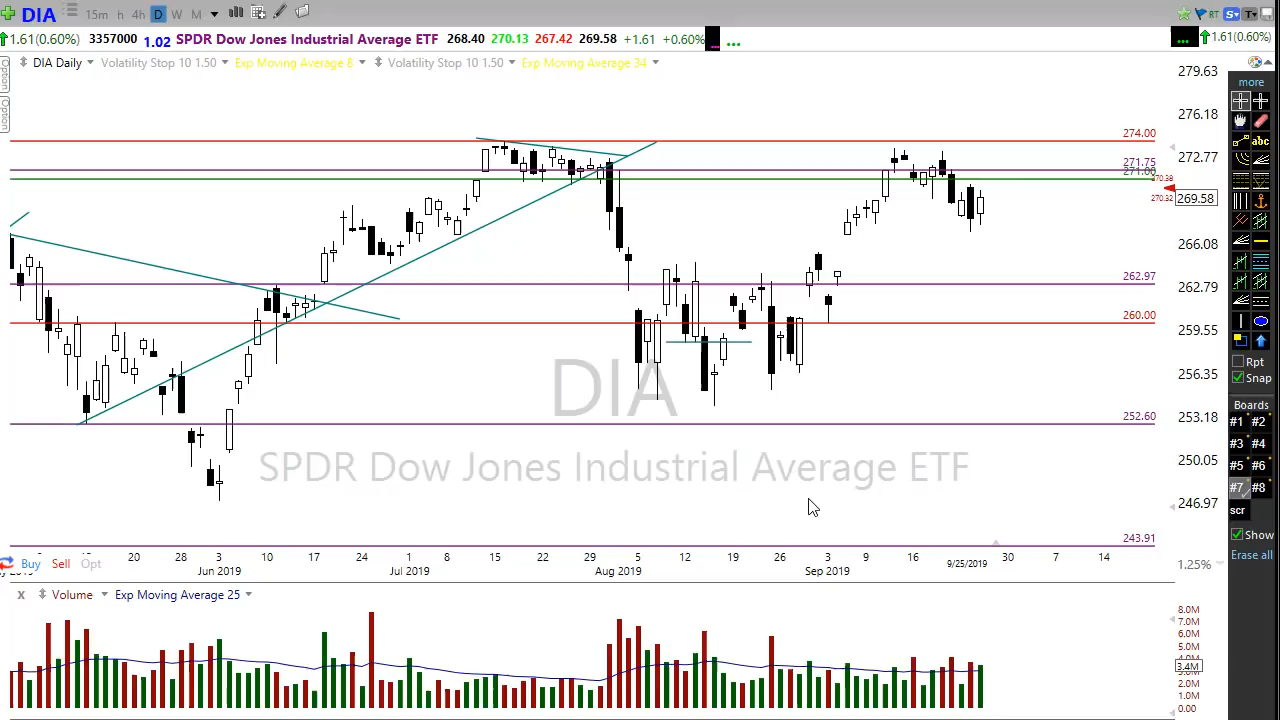 DIA 15m h 4h D W M RT S T
1.61(0.60%) 3357000 1.02 SPDR Dow Jones Industrial Average ETF 268.40 270.13 267.42 269.58 +1.61 +0.60% ... ... 1.61(0.60%)
DIA Daily Volatility Stop 10 1.50 Exp Moving Average 8 Volatility Stop 10 1.50 Exp Moving Average 34
Option
Option
279.63
276.18
274.00
272.77
271.75
271.00
270.38
270.32
269.58
266.08
262.97
262.79
260.00
259.55
256.35
253.18
252.60
250.05
246.97
243.91
DIA
SPDR Dow Jones Industrial Average ETF
20 28 3 10 17 24 1 8 15 22 29 5 12 19 26 3 9 16 30 7 14
Jun 2019 Jul 2019 Aug 2019 Sep 2019 9/25/2019
Buy Sell Opt 1.25%
X Volume Exp Moving Average 25
8.0M
7.0M
6.0M
5.0M
3.4M
2.0M
1.0M
0.00
more
abc
Rpt
Snap
Boards
#1 #2
#3 #4
#5 #6
#7 #8
scr
Show
Erase all